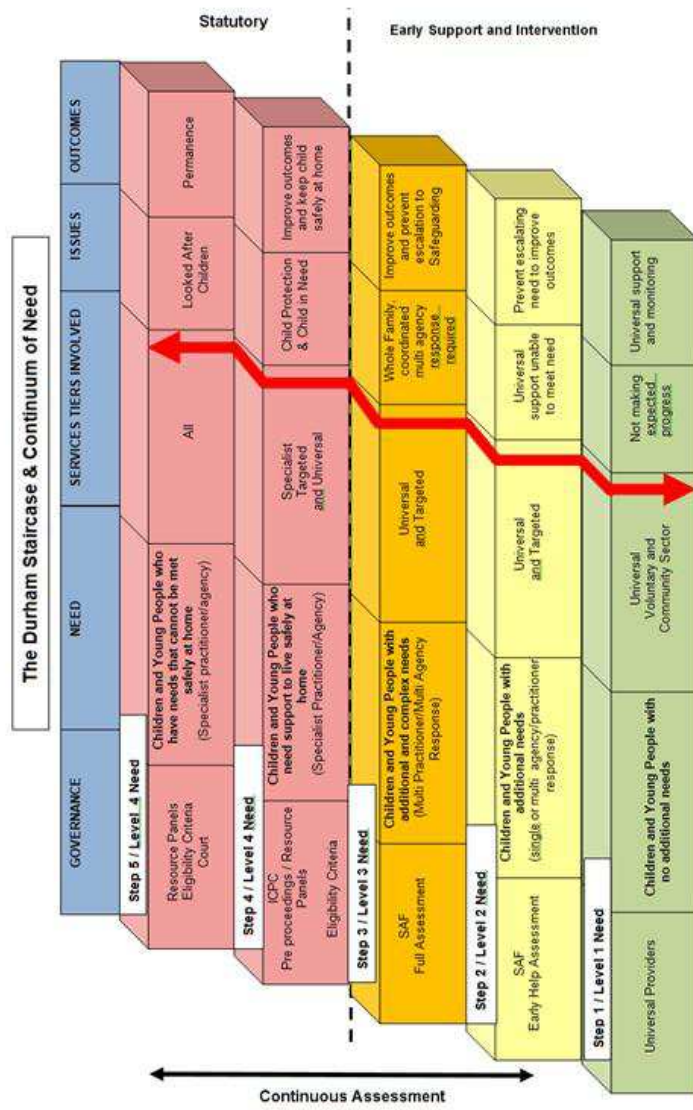 The Durham Staircase & Continuum of Need
GOVERNANCE
NEED
SERVICES TIERS INVOLVED
ISSUES
OUTCOMES
Statutory
Early Support and Intervention
Step 5 / Level 4 Need
Resource Panels
Eligibility Criteria
Court
Children and Young People who
have needs that cannot be met
safely at home
(Specialist practitioner/agency)
All
Looked After
Children
Permanence
Step 4 / Level 4 Need
ICPC
Pre proceedings / Resource
Panels
Eligibility Criteria
Children and Young People who
need support to live safely at
home
(Specialist Practitioner/Agency)
Specialist
Targeted
and Universal
Child Protection
& Child in Need
Improve outcomes
and keep child
safely at home
Step 3 / Level 3 Need
SAF
Full Assessment
Children and Young People with
additional and complex needs
(Multi Practitioner/Multi Agency
Response)
Universal
and Targeted
Whole Family,
coordinated
multi agency
response...
required
Improve outcomes
and prevent
escalation to
Safeguarding
Step 2 / Level 2 Need
SAF
Early Help Assessment
Children and Young People with
additional needs
(single or multi agency/practitioner
response)
Universal
and Targeted
Universal
support unable
to meet need
Prevent escalating
need to improve
outcomes
Step 1 / Level 1 Need
Universal Providers
Children and Young People with
no additional needs
Universal
Voluntary and
Community Sector
Not making
expected...
progress
Universal support
and monitoring
Continuous Assessment